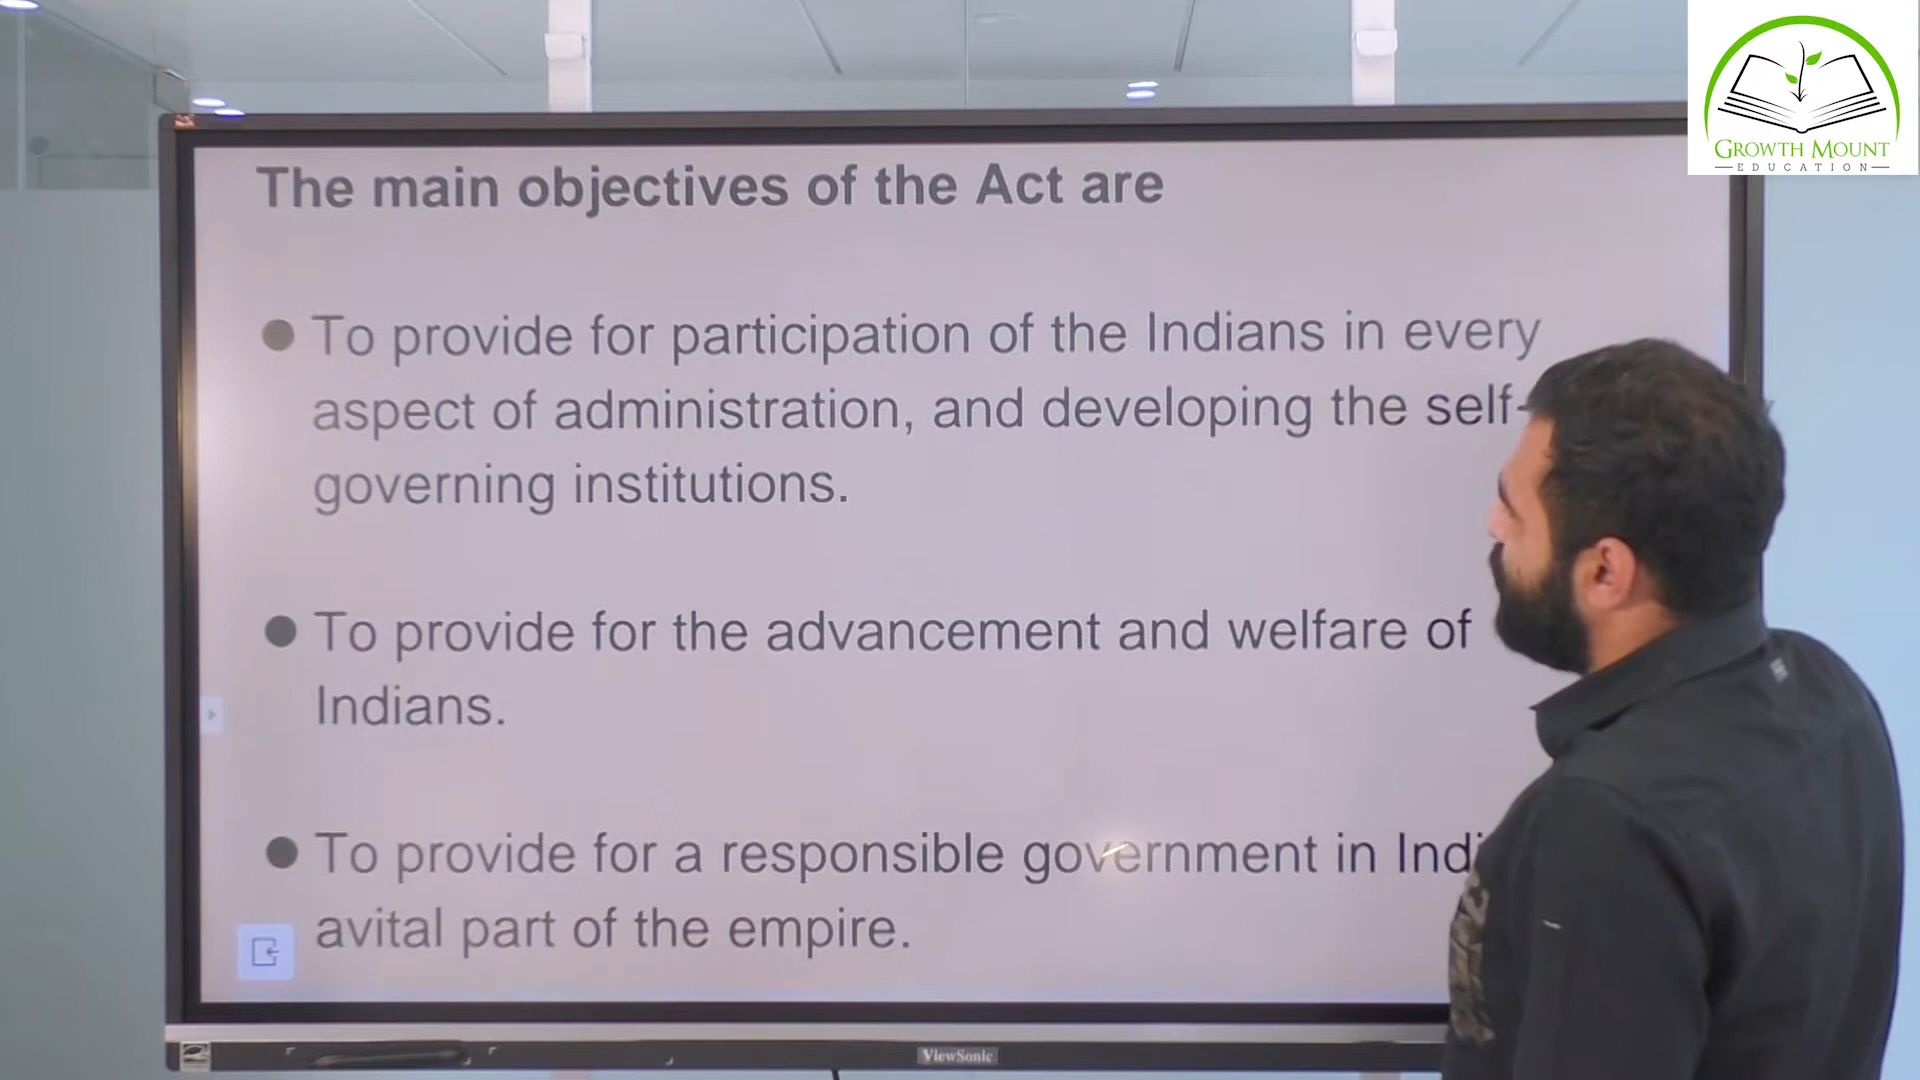 GROWTH MOUNT
EDUCATION
The main objectives of the Act are
To provide for participation of the Indians in every
aspect of administration, and developing the self-
governing institutions.
To provide for the advancement and welfare of
Indians.
To provide for a responsible government in
avital part of the empire.
ViewSonic